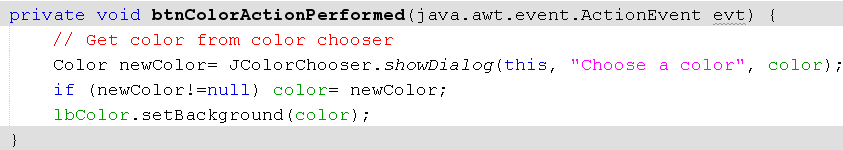 private void btnColorActionPerformed(java.awt.event.ActionEvent evt) {
// Get color from color chooser
Color newColor= JColorChooser.showDialog(this, "Choose a color", color);
if (newColor!=null) color= newColor;
lbColor.setBackground(color);
}